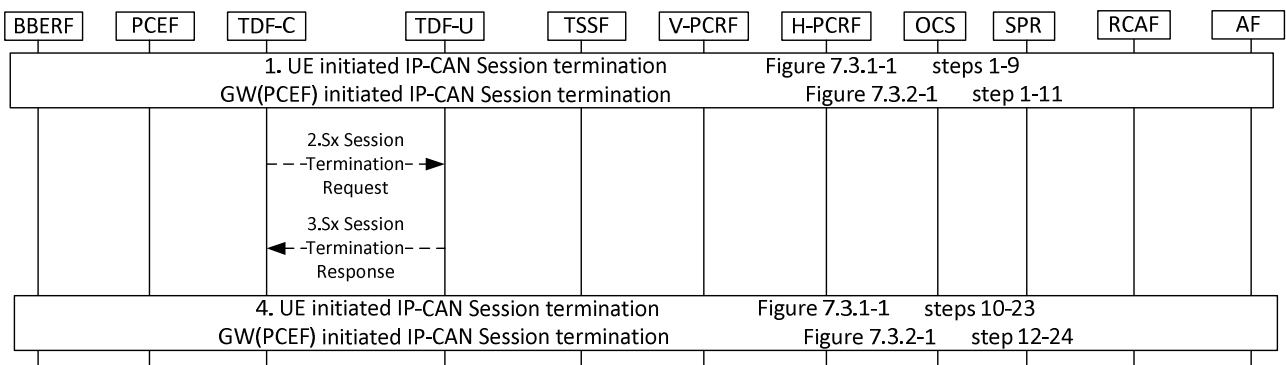 BBERF PCEF TDF-C TDF-U TSSF V-PCRF H-PCRF OCS SPR RCAF AF
1. UE initiated IP-CAN Session termination Figure 7.3.1-1 steps 1-9
GW(PCEF) initiated IP-CAN Session termination Figure 7.3.2-1 step 1-11
2.Sx Session
Termination
Request
3.Sx Session
Termination
Response
4. UE initiated IP-CAN Session termination Figure 7.3.1-1 steps 10-23
GW(PCEF) initiated IP-CAN Session termination Figure 7.3.2-1 step 12-24